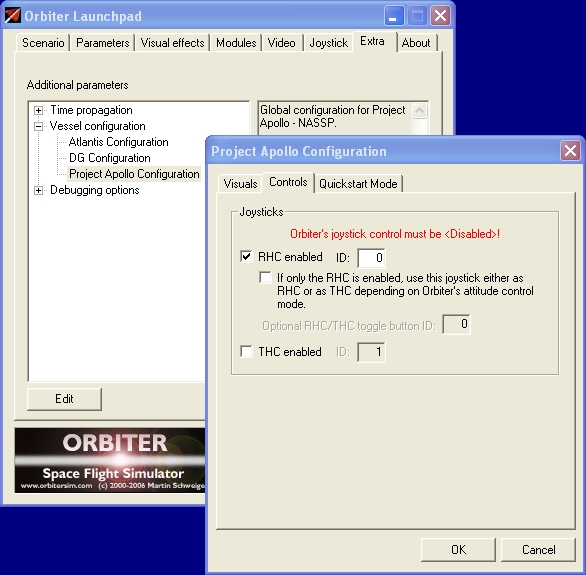 Orbiter Launchpad
Scenario Parameters Visual effects Modules Video Joystick Extra About
Additional parameters
Time propagation
Vessel configuration
Atlantis Configuration
DG Configuration
Project Apollo Configuration
Debugging options
Global configuration for Project
Apollo - NASSP.
Edit
ORBITER
Space Flight Simulator
www.orbitersim.com (c) 2000-2006 Martin Schweige
Project Apollo Configuration
Visuals Controls Quickstart Mode
Joysticks
Orbiter's joystick control must be <Disabled>!
RHC enabled ID: 0
If only the RHC is enabled, use this joystick either as
RHC or as THC depending on Orbiter's attitude control
mode.
Optional RHC/THC toggle button ID: 0
THC enabled ID: 1
OK Cancel